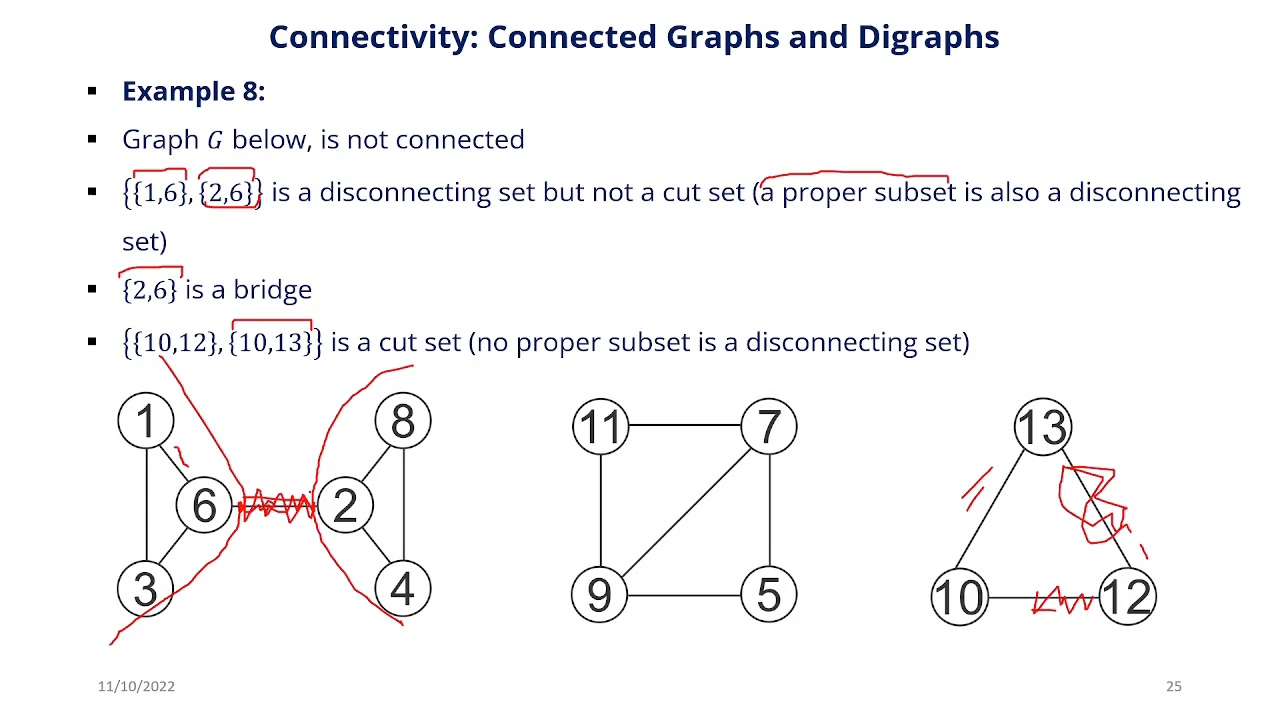 Connectivity: Connected Graphs and Digraphs
▪ Example 8:
▪ Graph G below, is not connected
▪ {{1,6}, {2,6}} is a disconnecting set but not a cut set (a proper subset is also a disconnecting
set)
▪ {2,6} is a bridge
▪ {{10,12}, {10,13}} is a cut set (no proper subset is a disconnecting set)
1 8 11 7 13
6 2
3 4 9 5 10 12
11/10/2022 25